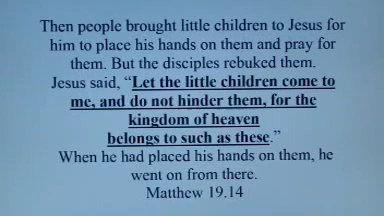 Then people brought little children to Jesus for
him to place his hands on them and pray for
them. But the disciples rebuked them.
Jesus said, “Let the little children come to
me, and do not hinder them, for the
kingdom of heaven
belongs to such as these.”
When he had placed his hands on them, he
went on from there.
Matthew 19.14